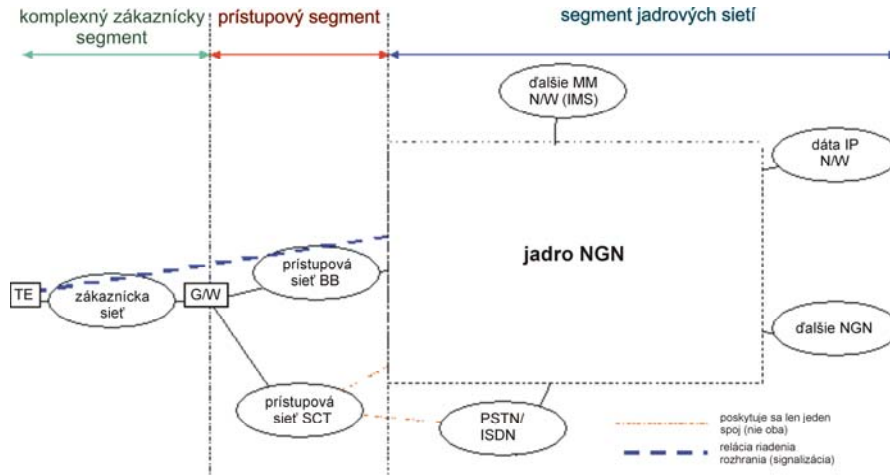 komplexný zákaznícky
segment
prístupový segment
segment jadrových sietí
ďalšie MM
N/W (IMS)
dáta IP
N/W
jadro NGN
prístupová
sieť BB
TE
zákaznícka
sieť
G/W
ďalšie NGN
prístupová
sieť SCT
PSTN/
ISDN
poskytuje sa len jeden
spoj (nie oba)
relácia riadenia
rozhrania (signalizácia)